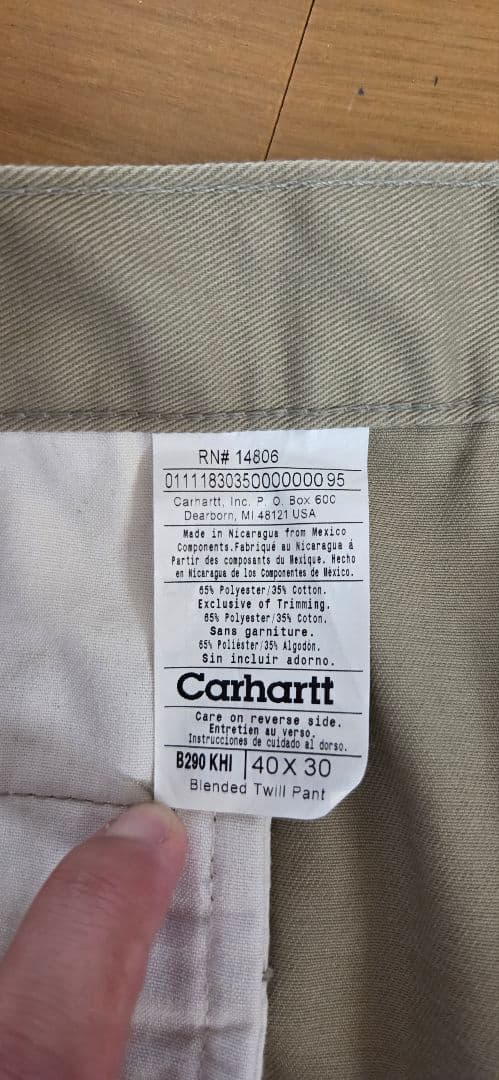 RN# 14806
01111830350000000095
Carhartt, Inc. P. O. Box 600
Dearborn, MI 48121 USA
Made in Nicaragua from Mexico
Components.Fabriqué au Nicaragua à
Partir des composants du Mexique. Hecho
en Nicaragua de los Componentes de México.
65% Polyester/35% Cotton.
Exclusive of Trimming.
65% Polyester/35% Coton.
Sans garniture.
65% Poliéster/35% Algodón.
Sin incluir adorno.
Carhartt
Care on reverse side.
Entretien au verso.
Instrucciones de cuidado al dorso.
B290 KHI 40 X 30
Blended Twill Pant